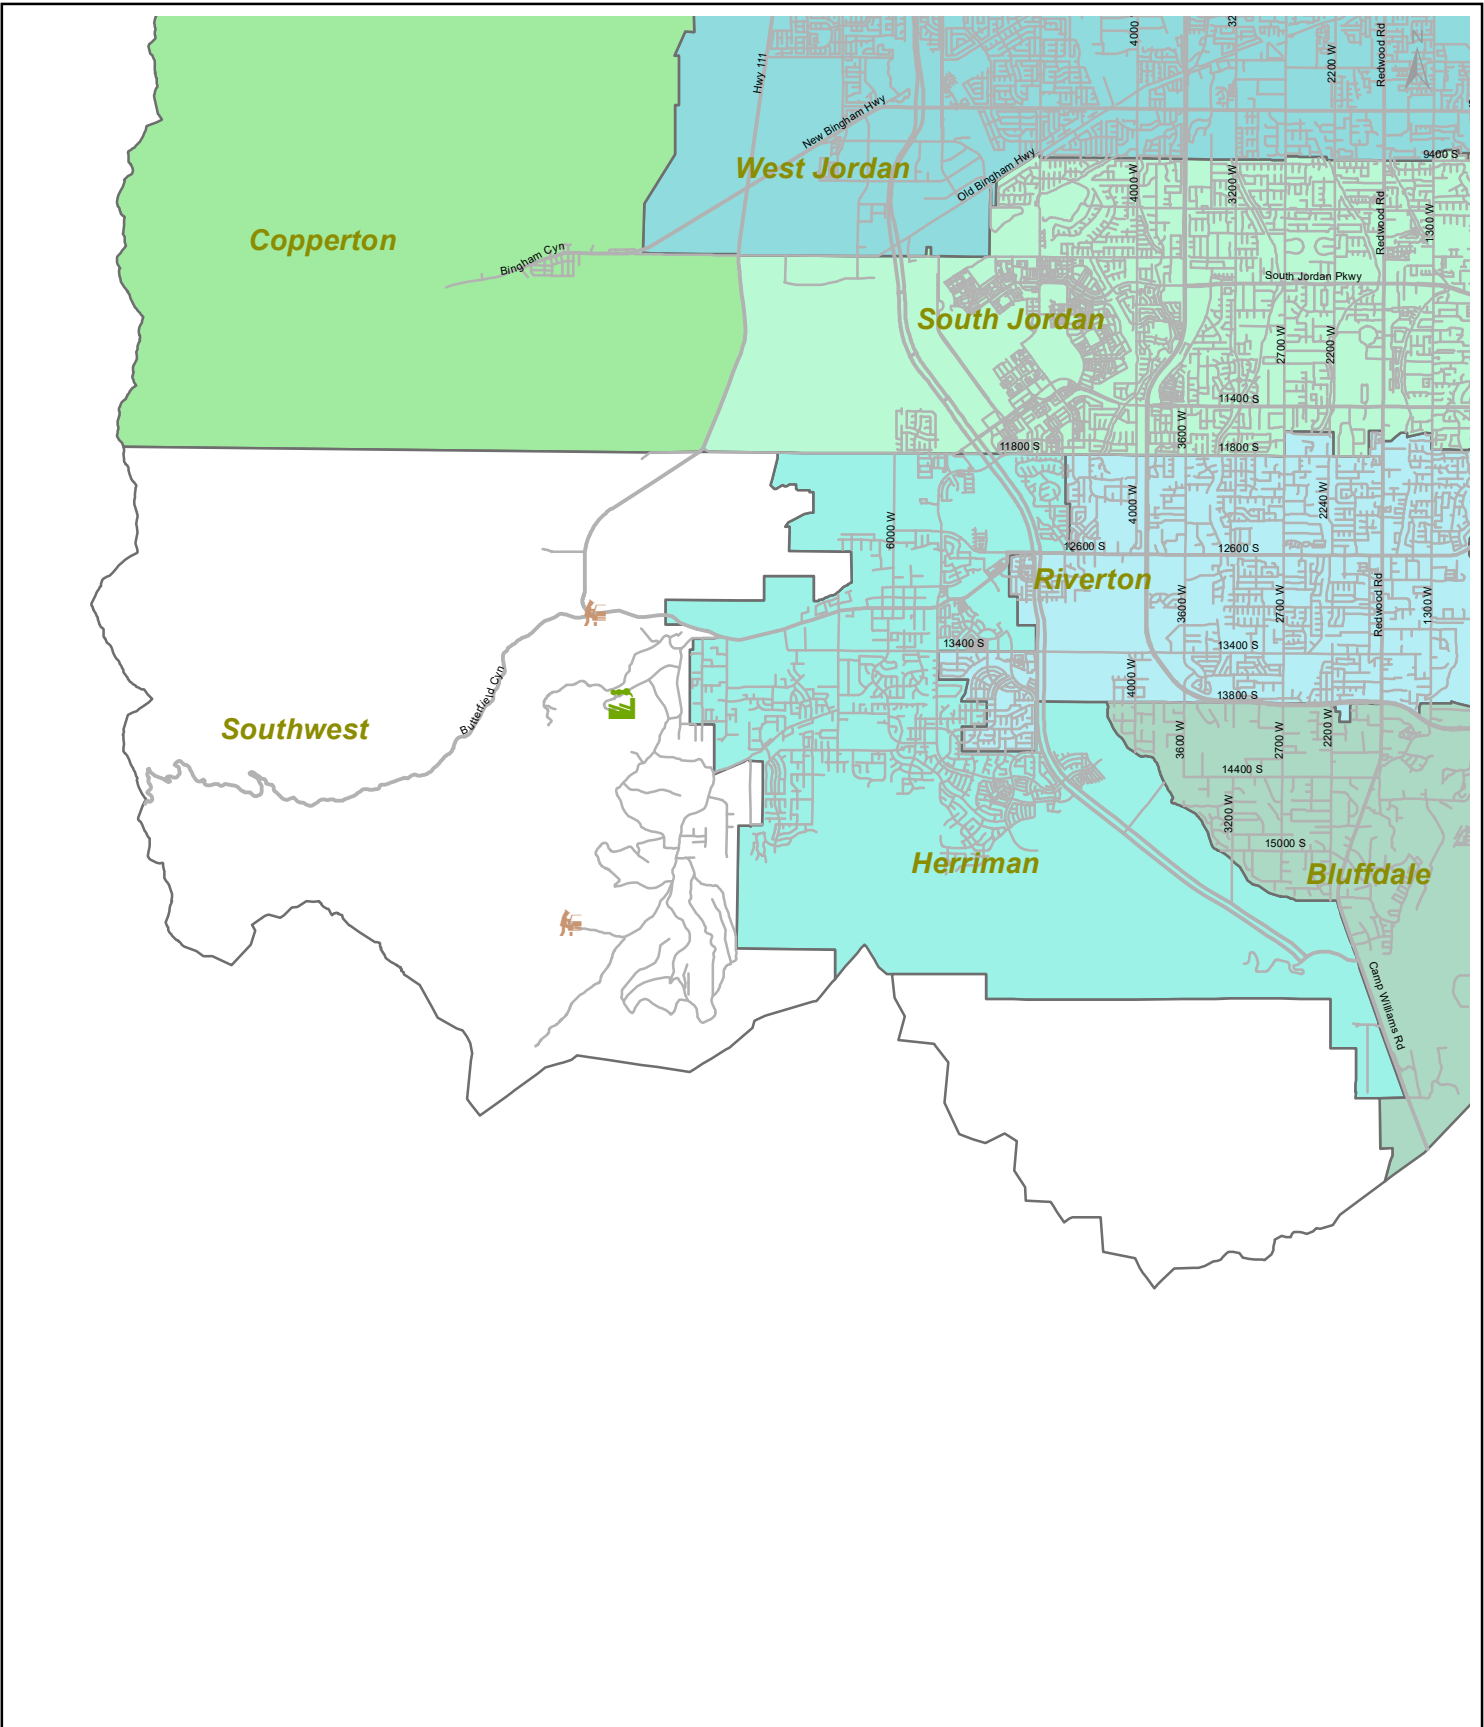 4000
32
2200 W
Redwood Rd
N
Hwy 111
New Bingham Hwy
West Jordan
Old Bingham Hwy
9400 S
4000 W
3200 W
Redwood Rd
1300 W
Copperton
Bingham Cyn
South Jordan Pkwy
South Jordan
2700 W
2200 W
11400 S
3600 W
11800 S
11800 S
6000 W
4000 W
2240 W
12600 S
12600 S
Riverton
3600 W
2700 W
Redwood Rd
1300 W
13400 S
13400 S
4000 W
13800 S
Butterfield Cyn
Southwest
3600 W
2700 W
2200 W
14400 S
3200 W
15000 S
Herriman
Bluffdale
Camp Williams Rd